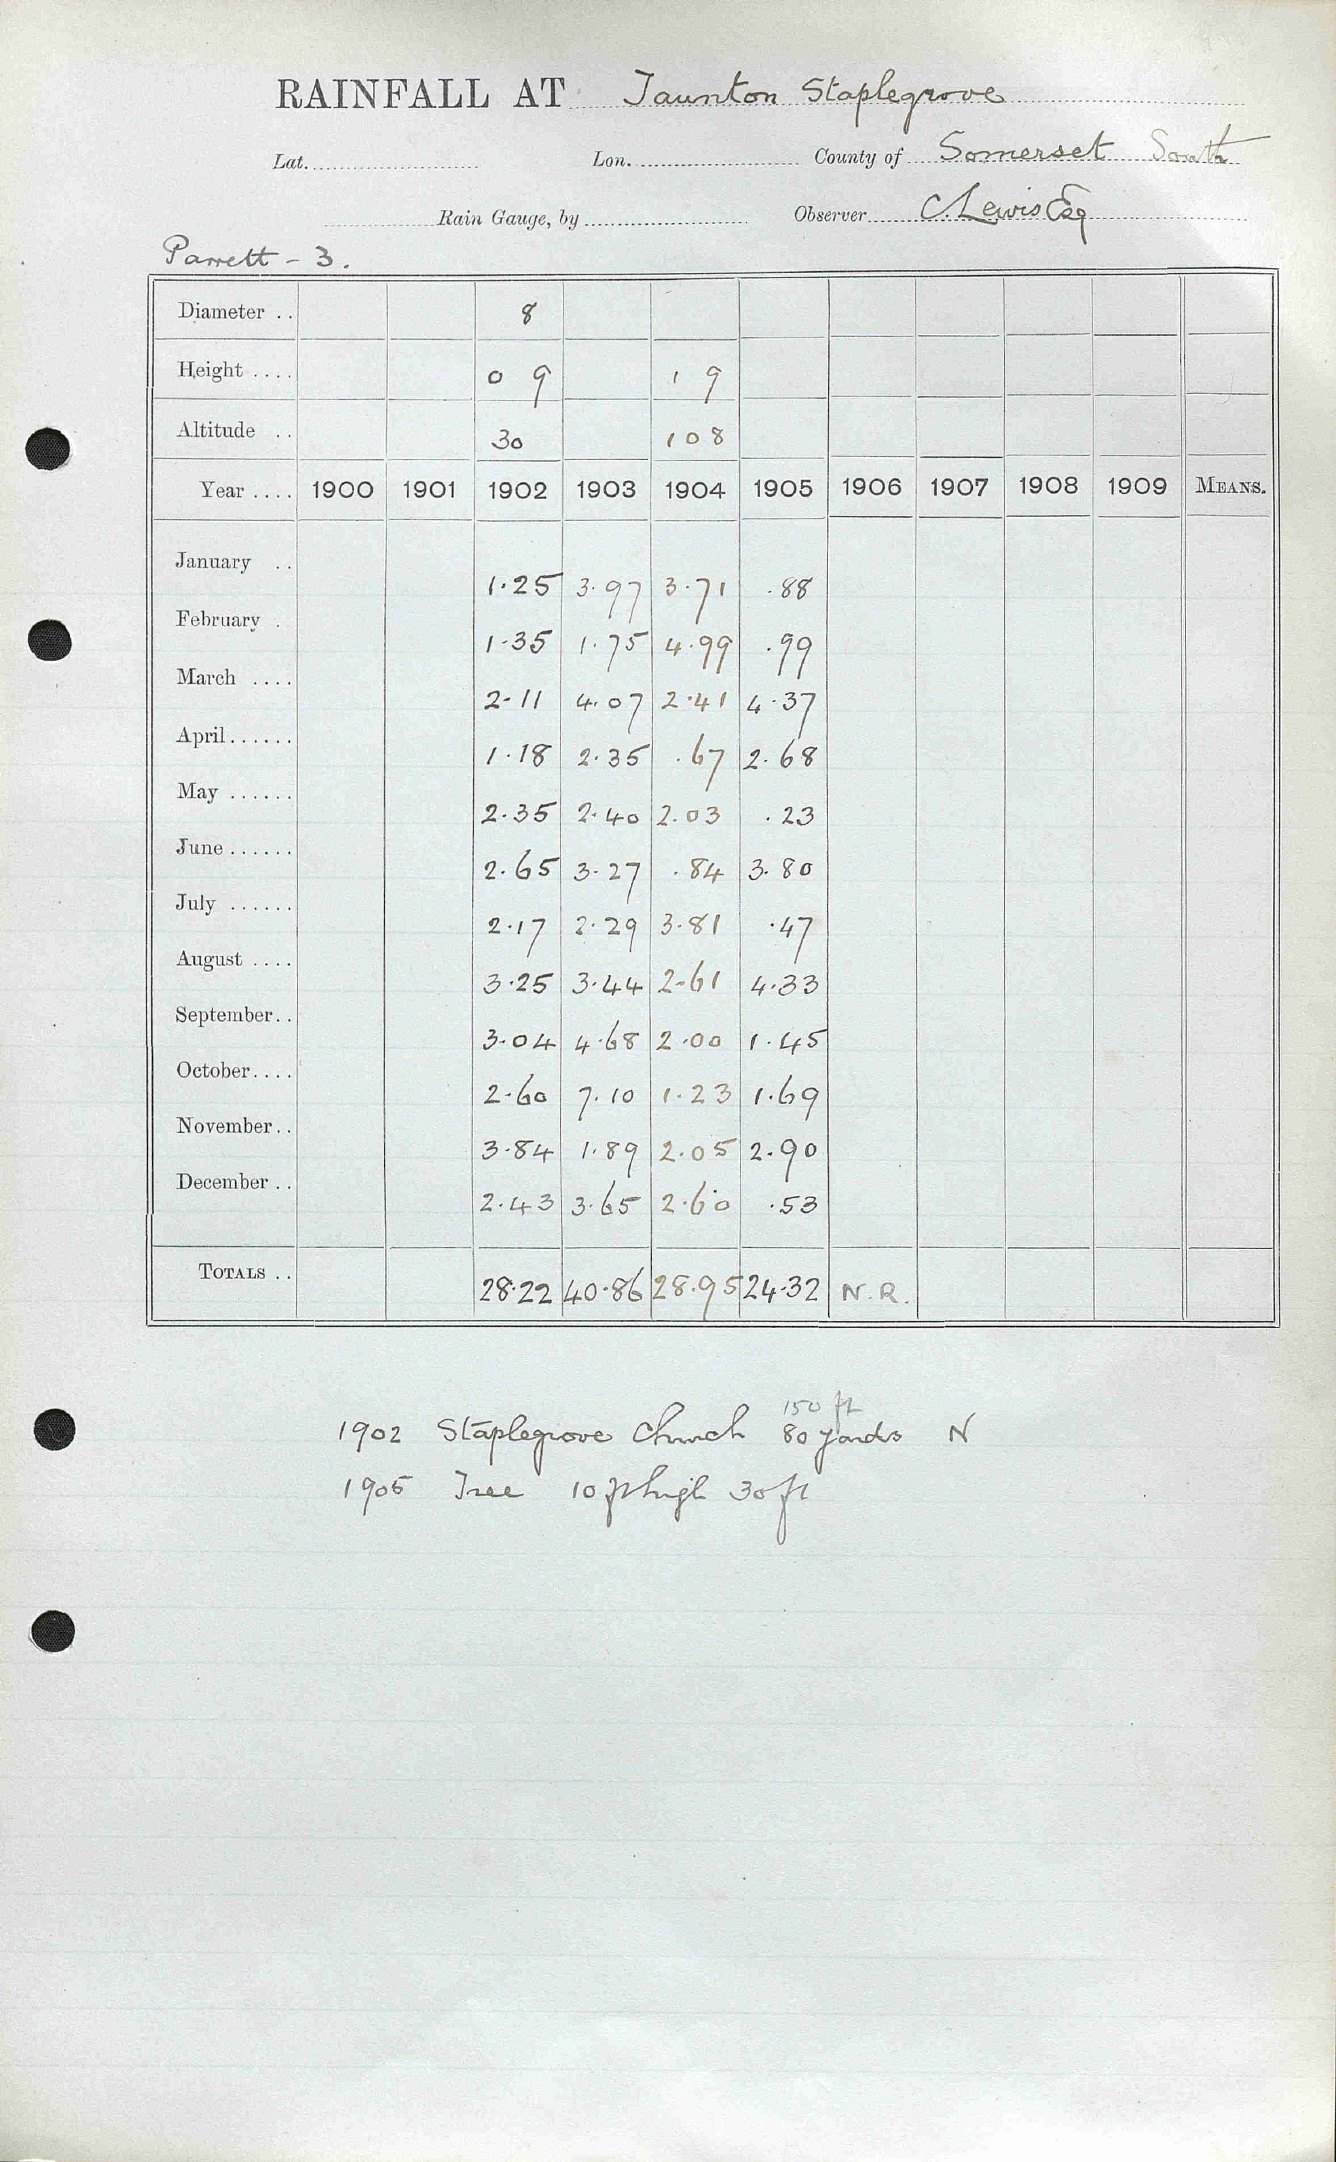 RAINFALL AT Taunton Staplegrove
Lat. Lon. County of Somerset South
Rain Gauge, by Observer C. Lewis Esq
Parrett - 3.
Diameter .. 8
Height .... 0 9 1 9
Altitude .. 30 108
Year .... 1900 1901 1902 1903 1904 1905 1906 1907 1908 1909 MEANS.
January .. 1.25 3.97 3.71 .88
February . 1.35 1.75 4.99 .99
March .... 2.11 4.07 2.41 4.37
April...... 1.18 2.35 .67 2.68
May ...... 2.35 2.40 2.03 .23
June...... 2.65 3.27 .84 3.80
July ...... 2.17 2.29 3.81 .47
August .... 3.25 3.44 2.61 4.33
September.. 3.04 4.68 2.00 1.45
October.... 2.60 7.10 1.23 1.69
November.. 3.84 1.89 2.05 2.90
December.. 2.43 3.65 2.60 .53
TOTALS .. 28.22 40.86 28.95 24.32 N.R.
150 ft
1902 Staplegrove Church 80 yards N
1905 Tree 10 ft high 30 ft